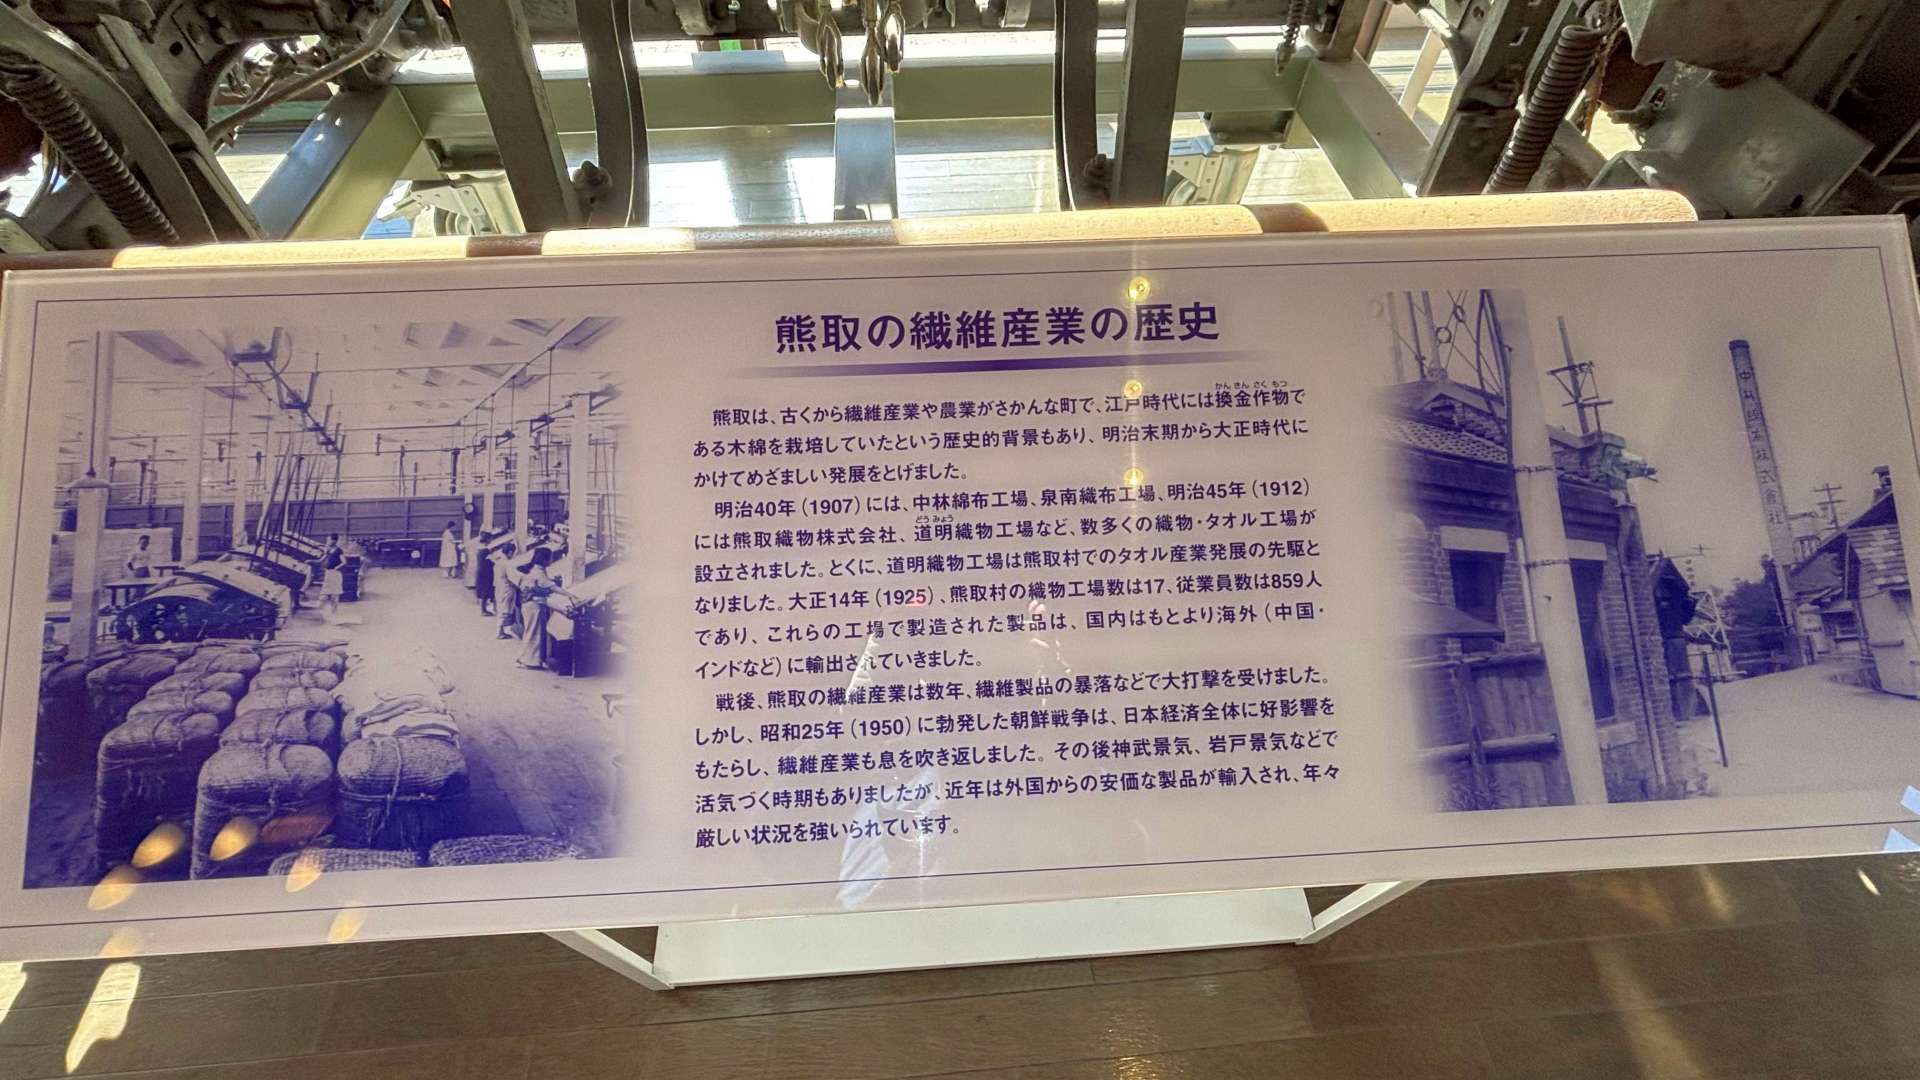 熊取の繊維産業の歴史
熊取は、古くから繊維産業や農業がさかんな町で、江戸時代には換金作物で
かんきんさくもつ
ある木綿を栽培していたという歴史的背景もあり、明治末期から大正時代に
かけてめざましい発展をとげました。
明治40年(1907)には、中林綿布工場、泉南織布工場、明治45年(1912)
には熊取織物株式会社、道明織物工場など、数多くの織物・タオル工場が
どうみょう
設立されました。とくに、道明織物工場は熊取村でのタオル産業発展の先駆と
なりました。大正14年(1925)、熊取村の織物工場数は17、従業員数は859人
であり、これらの工場で製造された製品は、国内はもとより海外(中国・
インドなど)に輸出されていきました。
戦後、熊取の繊維産業は数年、繊維製品の暴落などで大打撃を受けました。
しかし、昭和25年(1950)に勃発した朝鮮戦争は、日本経済全体に好影響を
もたらし、繊維産業も息を吹き返しました。その後神武景気、岩戸景気などで
活気づく時期もありましたが、近年は外国からの安価な製品が輸入され、年々
厳しい状況を強いられています。
中林綿布株式会社